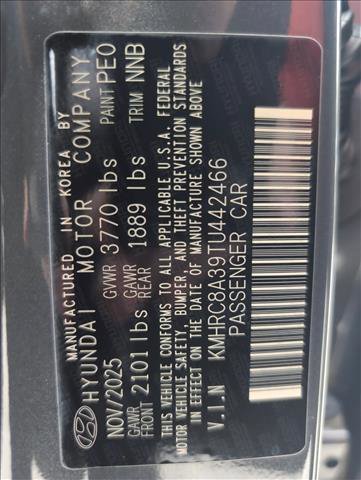 MANUFACTURED IN KOREA BY
HYUNDAI MOTOR COMPANY
NOV/2025 GVWR 3770 lbs PAINT PEO
GAWR FRONT 2101 lbs GAWR REAR 1889 lbs TRIM NNB
THIS VEHICLE CONFORMS TO ALL APPLICABLE U.S.A. FEDERAL
MOTOR VEHICLE SAFETY, BUMPER, AND THEFT PREVENTION STANDARDS
IN EFFECT ON THE DATE OF MANUFACTURE SHOWN ABOVE
V.I.N KMHRC8A39TU442466
PASSENGER CAR